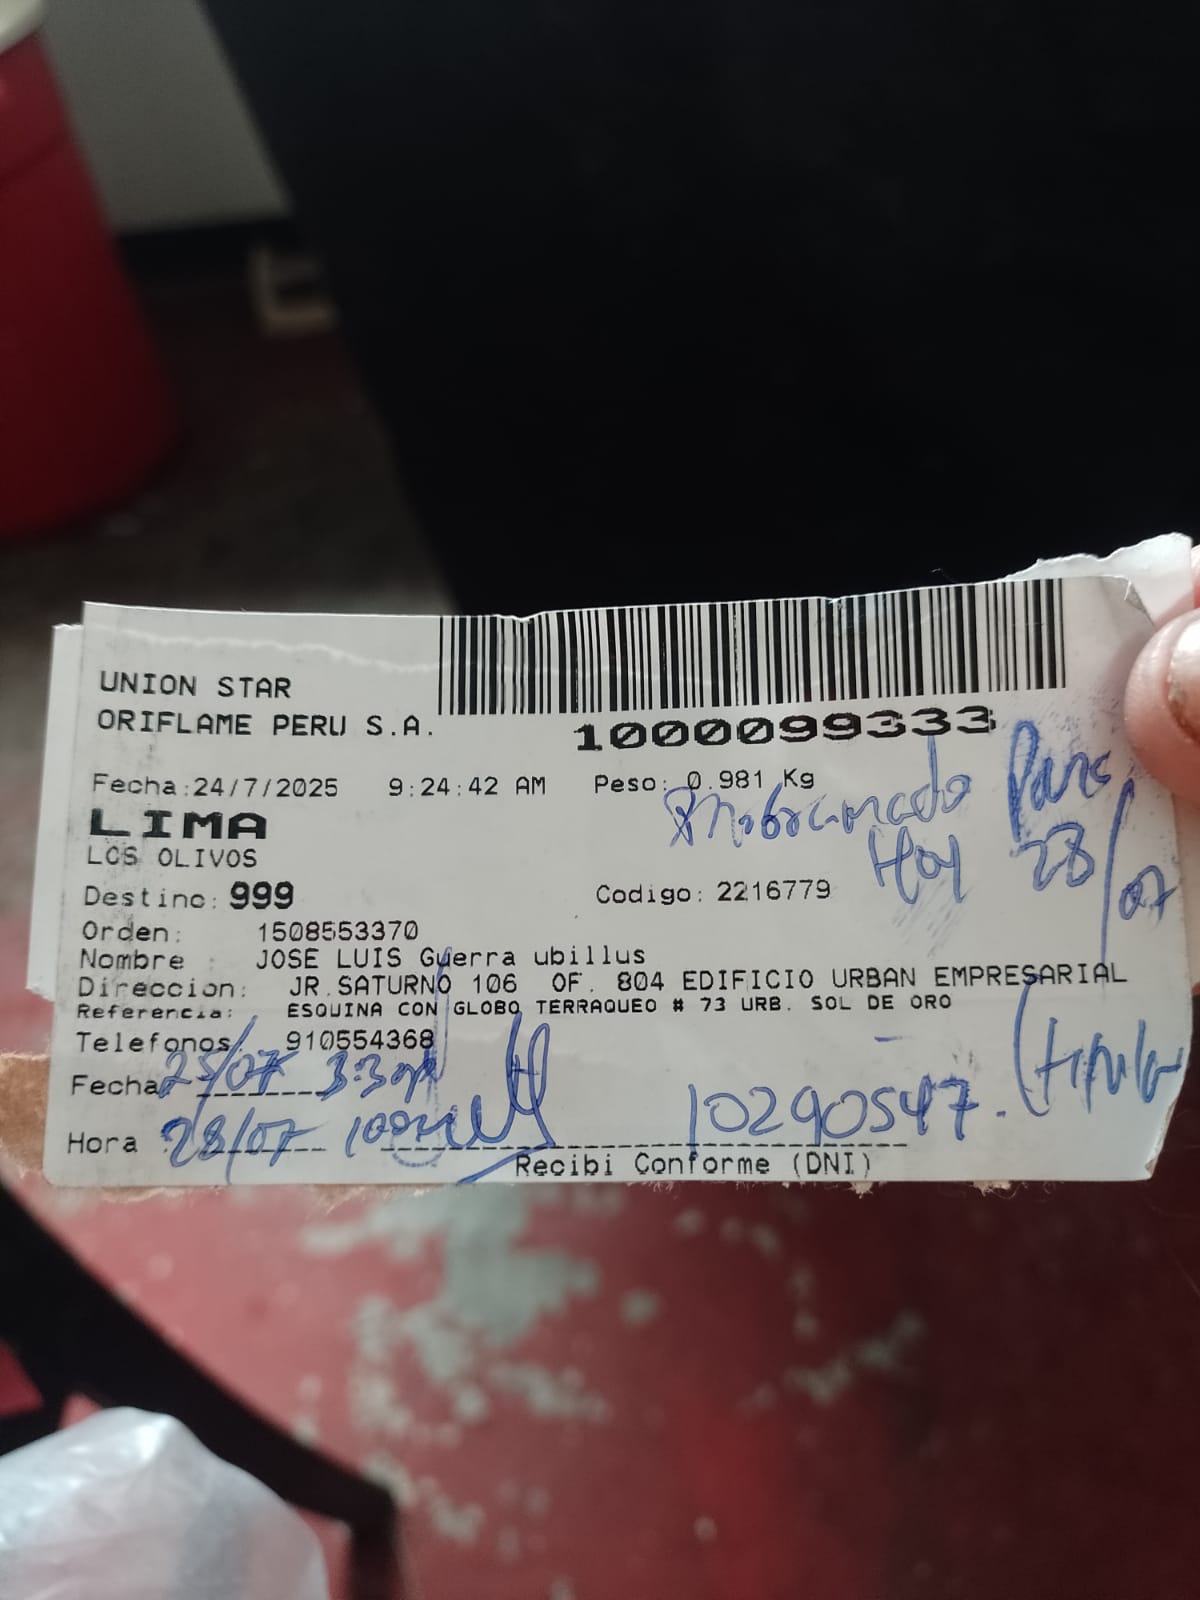 UNION STAR
ORIFLAME PERU S.A.
1000099333
Fecha:24/7/2025 9:24:42 AM Peso: 0.981 Kg
Para
LIMA
Hoy 28/07
LOS OLIVOS
Destino: 999 Codigo: 2216779
Orden: 1508553370
Nombre : JOSE LUIS Guerra ubillus
Direccion: JR.SATURNO 106 OF. 804 EDIFICIO URBAN EMPRESARIAL
Referencia: ESQUINA CON GLOBO TERRAQUEO # 73 URB. SOL DE ORO
Telefonos: 910554368
Fecha 25/07
10290547. (titular
Hora 28/07
Recibi Conforme (DNI)